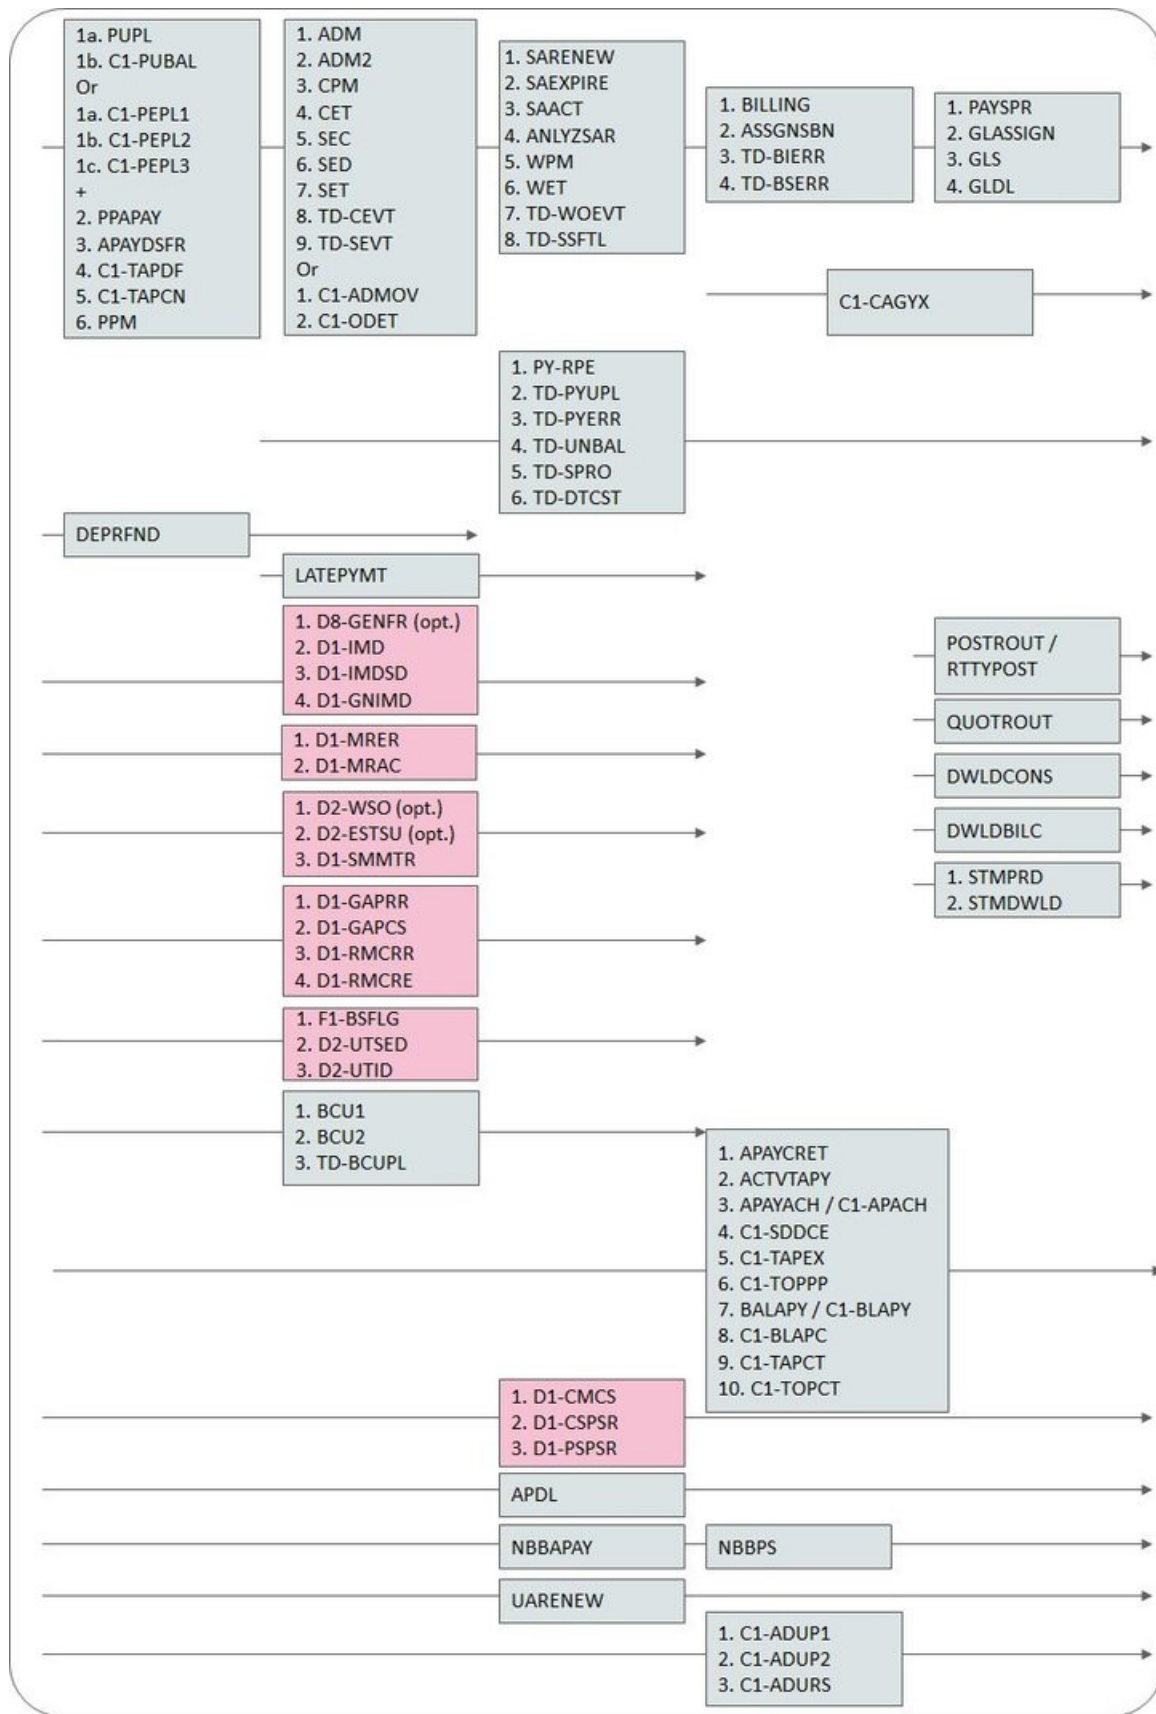 1a. PUPL
1b. C1-PUBAL
Or
1a. C1-PEPL1
1b. C1-PEPL2
1c. C1-PEPL3
+
2. PPAPAY
3. APAYDSFR
4. C1-TAPDF
5. C1-TAPCN
6. PPM
1. ADM
2. ADM2
3. CPM
4. CET
5. SEC
6. SED
7. SET
8. TD-CEVT
9. TD-SEVT
Or
1. C1-ADMOV
2. C1-ODET
1. SARENEW
2. SAEXPIRE
3. SAACT
4. ANLYZSAR
5. WPM
6. WET
7. TD-WOEVT
8. TD-SSFTL
1. BILLING
2. ASSGNSBN
3. TD-BIERR
4. TD-BSERR
1. PAYSPR
2. GLASSIGN
3. GLS
4. GLDL
C1-CAGYX
1. PY-RPE
2. TD-PYUPL
3. TD-PYERR
4. TD-UNBAL
5. TD-SPRO
6. TD-DTCST
DEPRFND
LATEPYMT
1. D8-GENFR (opt.)
2. D1-IMD
3. D1-IMDSD
4. D1-GNIMD
POSTROUT /
RTTYPOST
QUOTROUT
1. D1-MRER
2. D1-MRAC
DWLDCONS
1. D2-WSO (opt.)
2. D2-ESTSU (opt.)
3. D1-SMMTR
DWLDBILC
1. STMPRD
2. STMDWLD
1. D1-GAPRR
2. D1-GAPCS
3. D1-RMCRR
4. D1-RMCRE
1. F1-BSFLG
2. D2-UTSED
3. D2-UTID
1. BCU1
2. BCU2
3. TD-BCUPL
1. APAYCRET
2. ACTVTAPY
3. APAYACH / C1-APACH
4. C1-SDDCE
5. C1-TAPEX
6. C1-TOPPP
7. BALAPY / C1-BLAPY
8. C1-BLAPC
9. C1-TAPCT
10. C1-TOPCT
1. D1-CMCS
2. D1-CSPSR
3. D1-PSPSR
APDL
NBBAPAY
NBBPS
UARENEW
1. C1-ADUP1
2. C1-ADUP2
3. C1-ADURS